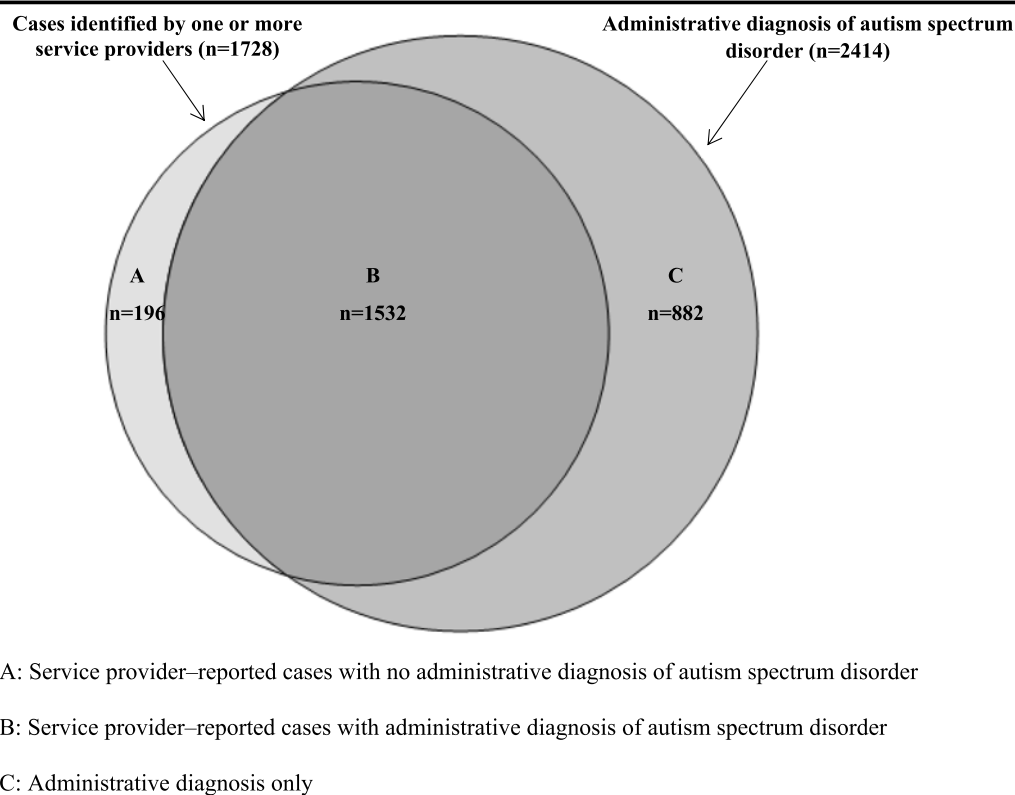 Cases identified by one or more
service providers (n=1728)
Administrative diagnosis of autism spectrum
disorder (n=2414)
A
n=196
B
n=1532
C
n=882
A: Service provider–reported cases with no administrative diagnosis of autism spectrum disorder
B: Service provider–reported cases with administrative diagnosis of autism spectrum disorder
C: Administrative diagnosis only